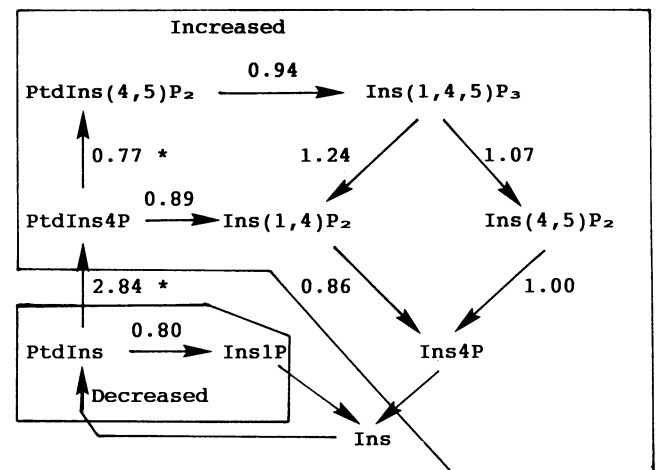 Increased
0.94
PtdIns(4,5)P₂ Ins(1,4,5)P₃
0.77 * 1.24 1.07
0.89
PtdIns4P Ins(1,4)P₂ Ins(4,5)P₂
2.84 * 0.86 1.00
0.80
PtdIns Ins1P Ins4P
Decreased
Ins